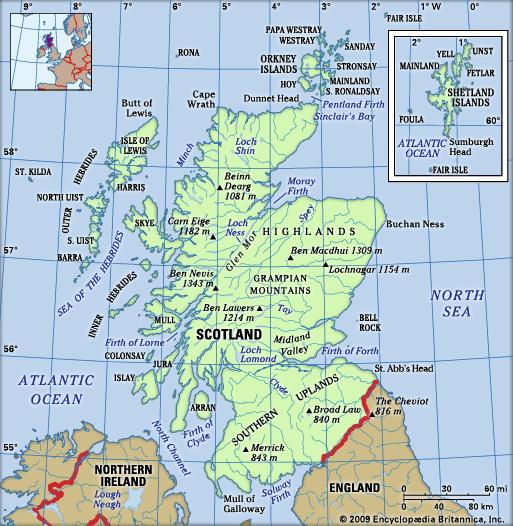 9°
8°
7°
6°
5°
4°
3°
2°
1°
0°
FAIR ISLE
PAPA WESTRAY
WESTRAY
SANDAY
ORKNEY
ISLANDS
STRONSAY
MAINLAND
HOY
S. RONALDSAY
RONA
Cape
Wrath
Dunnet Head
Pentland Firth
Sinclair's Bay
2°
1°
UNST
YELL
MAINLAND
FETLAR
SHETLAND
ISLANDS
FOULA
60°
ATLANTIC
OCEAN
Sumburgh
Head
FAIR ISLE
Butt of
Lewis
ISLE OF
LEWIS
Minch
Loch
Shin
58°
ST. KILDA
HEBRIDES
OUTER
HARRIS
Beinn
Dearg
1081 m
Moray
Firth
NORTH UIST
SKYE
Carn Eige
1182 m
Loch
Ness
Spey
HIGHLANDS
Buchan Ness
S. UIST
Glen Mor
Ben Macdhui 1309 m
57°
BARRA
SEA OF THE HEBRIDES
Lochnagar 1154 m
Ben Nevis
1343 m
GRAMPIAN
MOUNTAINS
NORTH
SEA
INNER
HEBRIDES
MULL
Ben Lawers
1214 m
Tay
BELL
ROCK
SCOTLAND
Firth of Lorne
Midland
Valley
56°
COLONSAY
Loch
Lomond
Firth of Forth
JURA
St. Abb's Head
ATLANTIC
OCEAN
ISLAY
Clyde
ARRAN
SOUTHERN
UPLANDS
The Cheviot
816 m
Broad Law
840 m
Firth of
Clyde
North Channel
55°
Merrick
843 m
NORTHERN
IRELAND
Lough
Neagh
Mull of
Galloway
Solway
Firth
ENGLAND
0
30
60 mi
0
40
80 km
© 2009 Encyclopædia Britannica, Inc.